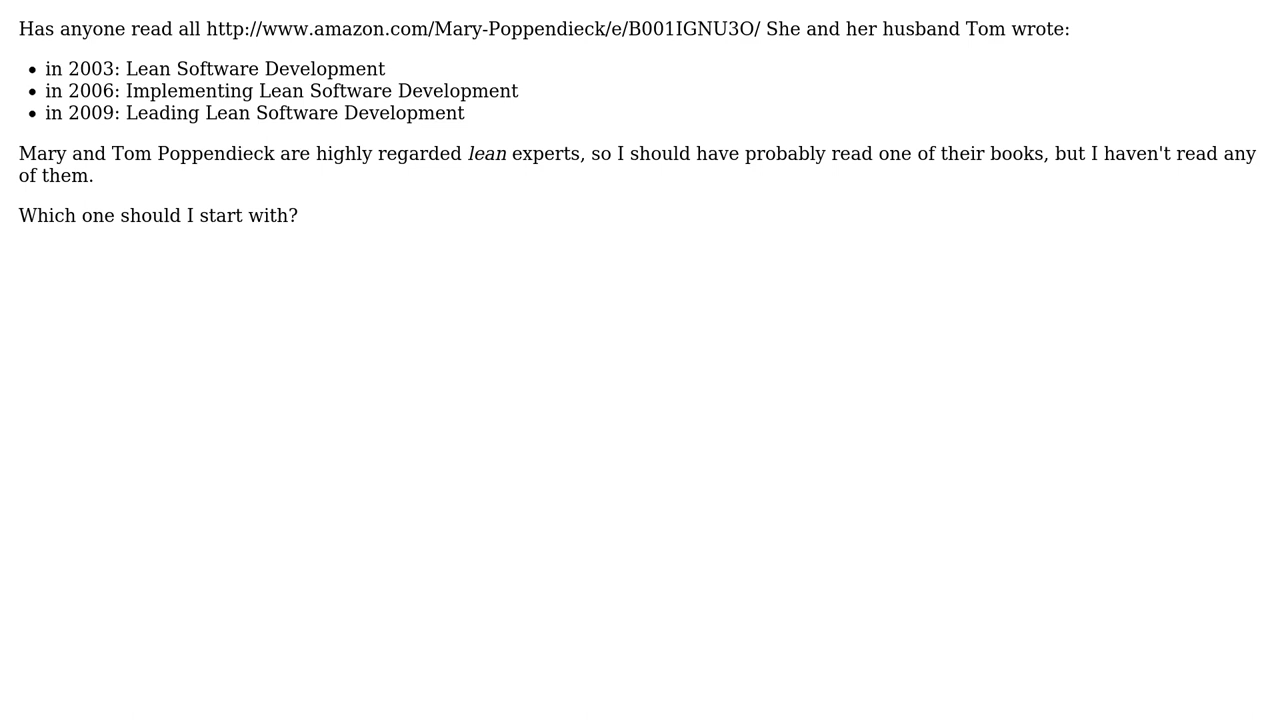 Has anyone read all http://www.amazon.com/Mary-Poppendieck/e/B001IGNU3O/ She and her husband Tom wrote:
• in 2003: Lean Software Development
• in 2006: Implementing Lean Software Development
• in 2009: Leading Lean Software Development
Mary and Tom Poppendieck are highly regarded lean experts, so I should have probably read one of their books, but I haven't read any
of them.
Which one should I start with?